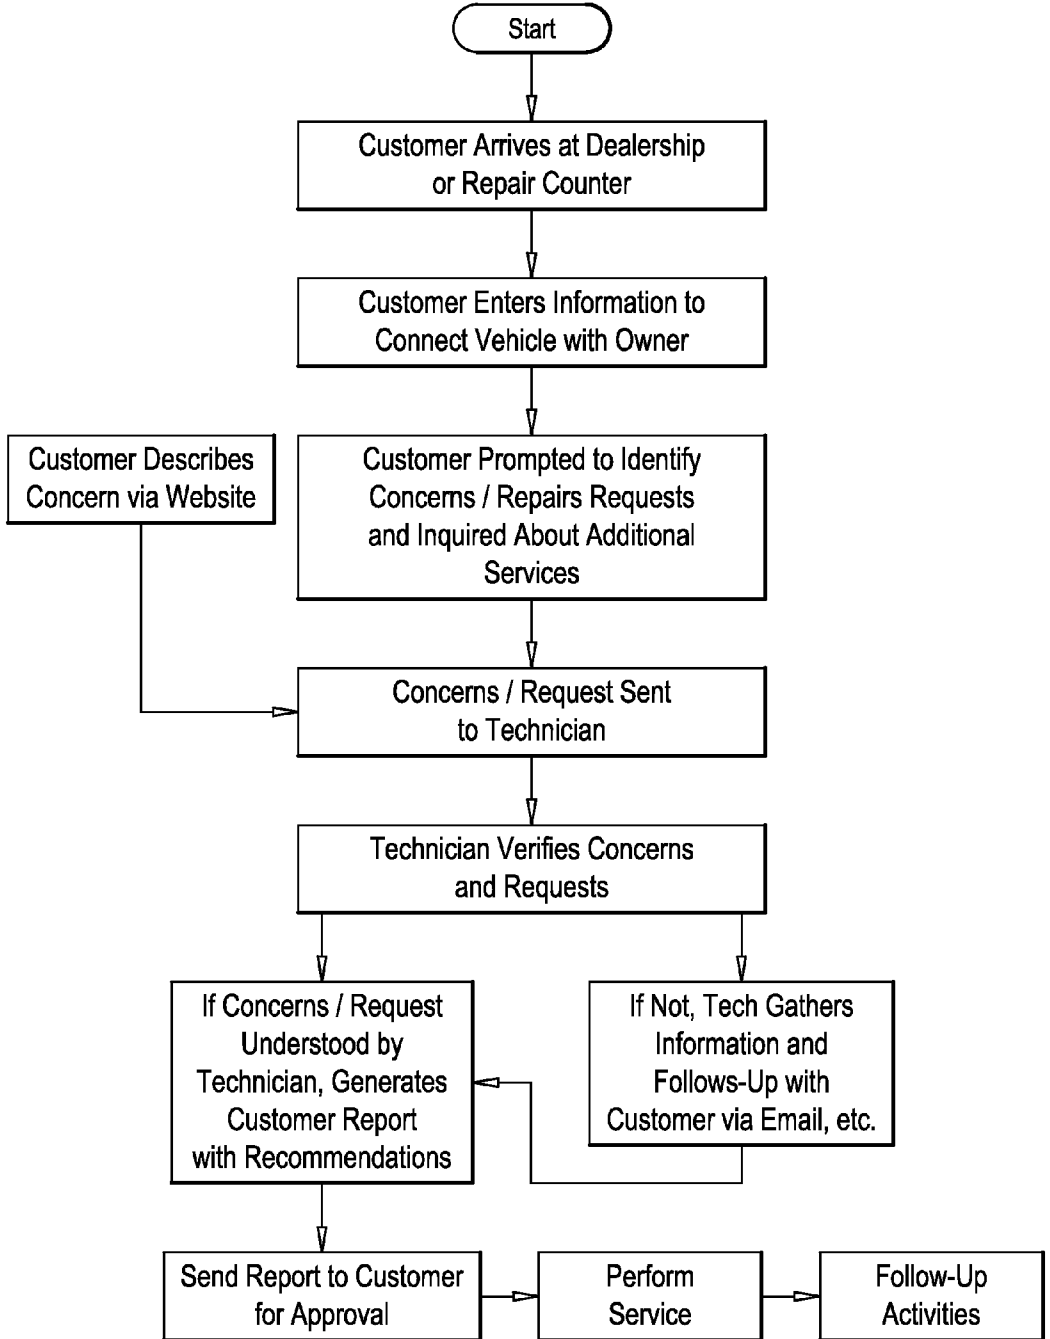 Start
Customer Arrives at Dealership
or Repair Counter
Customer Enters Information to
Connect Vehicle with Owner
Customer Describes
Concern via Website
Customer Prompted to Identify
Concerns / Repairs Requests
and Inquired About Additional
Services
Concerns / Request Sent
to Technician
Technician Verifies Concerns
and Requests
If Concerns / Request
Understood by
Technician, Generates
Customer Report
with Recommendations
If Not, Tech Gathers
Information and
Follows-Up with
Customer via Email, etc.
Send Report to Customer
for Approval
Perform
Service
Follow-Up
Activities